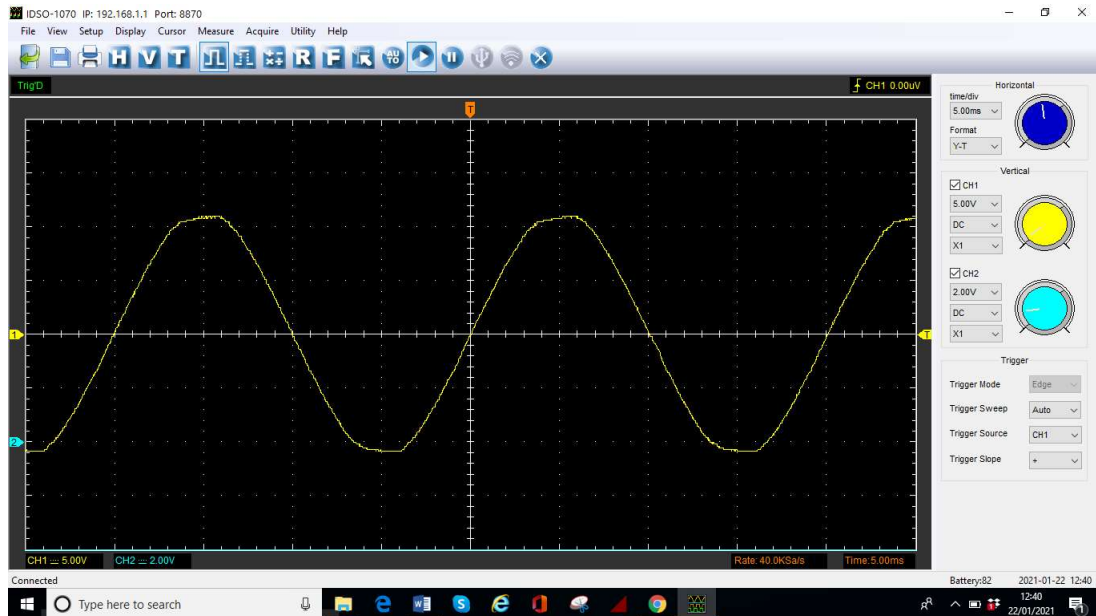 IDSO-1070 IP: 192.168.1.1 Port: 8870
File View Setup Display Cursor Measure Acquire Utility Help
H V T R F AUTO
Trig'D
CH1 0.00uV
T
1
T
2
CH1 5.00V CH2 2.00V
Rate: 40.0KSa/s Time:5.00ms
Horizontal
time/div
5.00ms
Format
Y-T
Vertical
CH1
5.00V
DC
X1
CH2
2.00V
DC
X1
Trigger
Trigger Mode Edge
Trigger Sweep Auto
Trigger Source CH1
Trigger Slope +
Connected
Battery:82 2021-01-22 12:40
Type here to search
12:40
22/01/2021